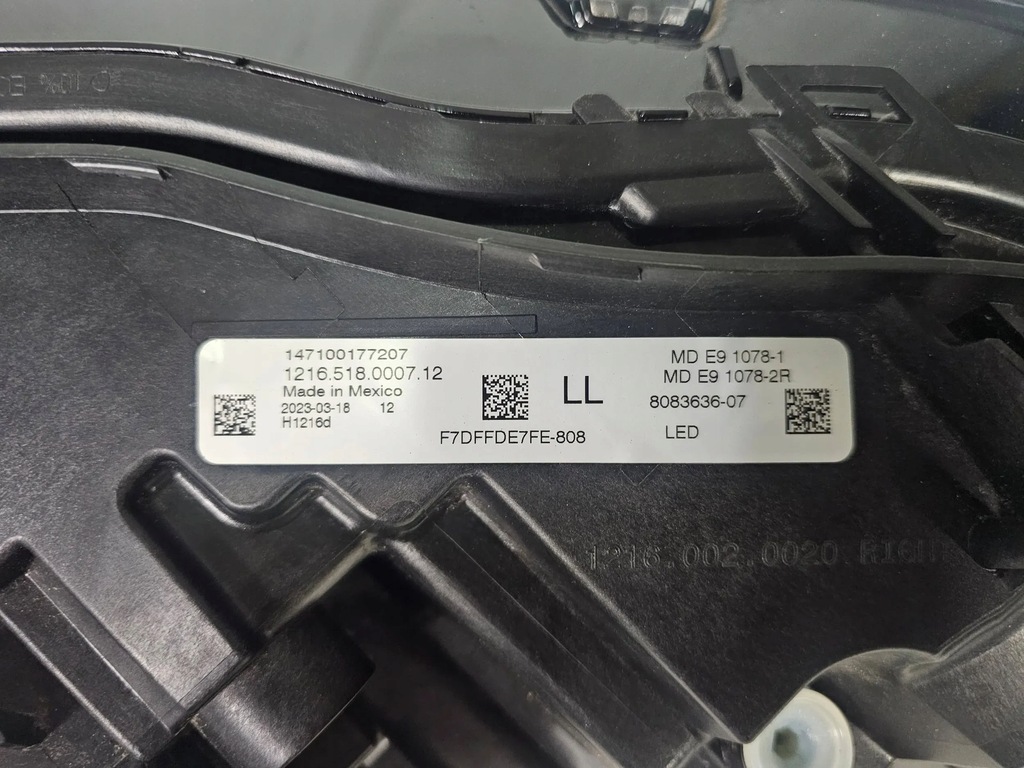 147100177207
1216.518.0007.12
Made in Mexico
2023-03-18 12
H1216d
LL
F7DFFDE7FE-808
MD E9 1078-1
MD E9 1078-2R
8083636-07
LED
1216.002.0020 RIGHT